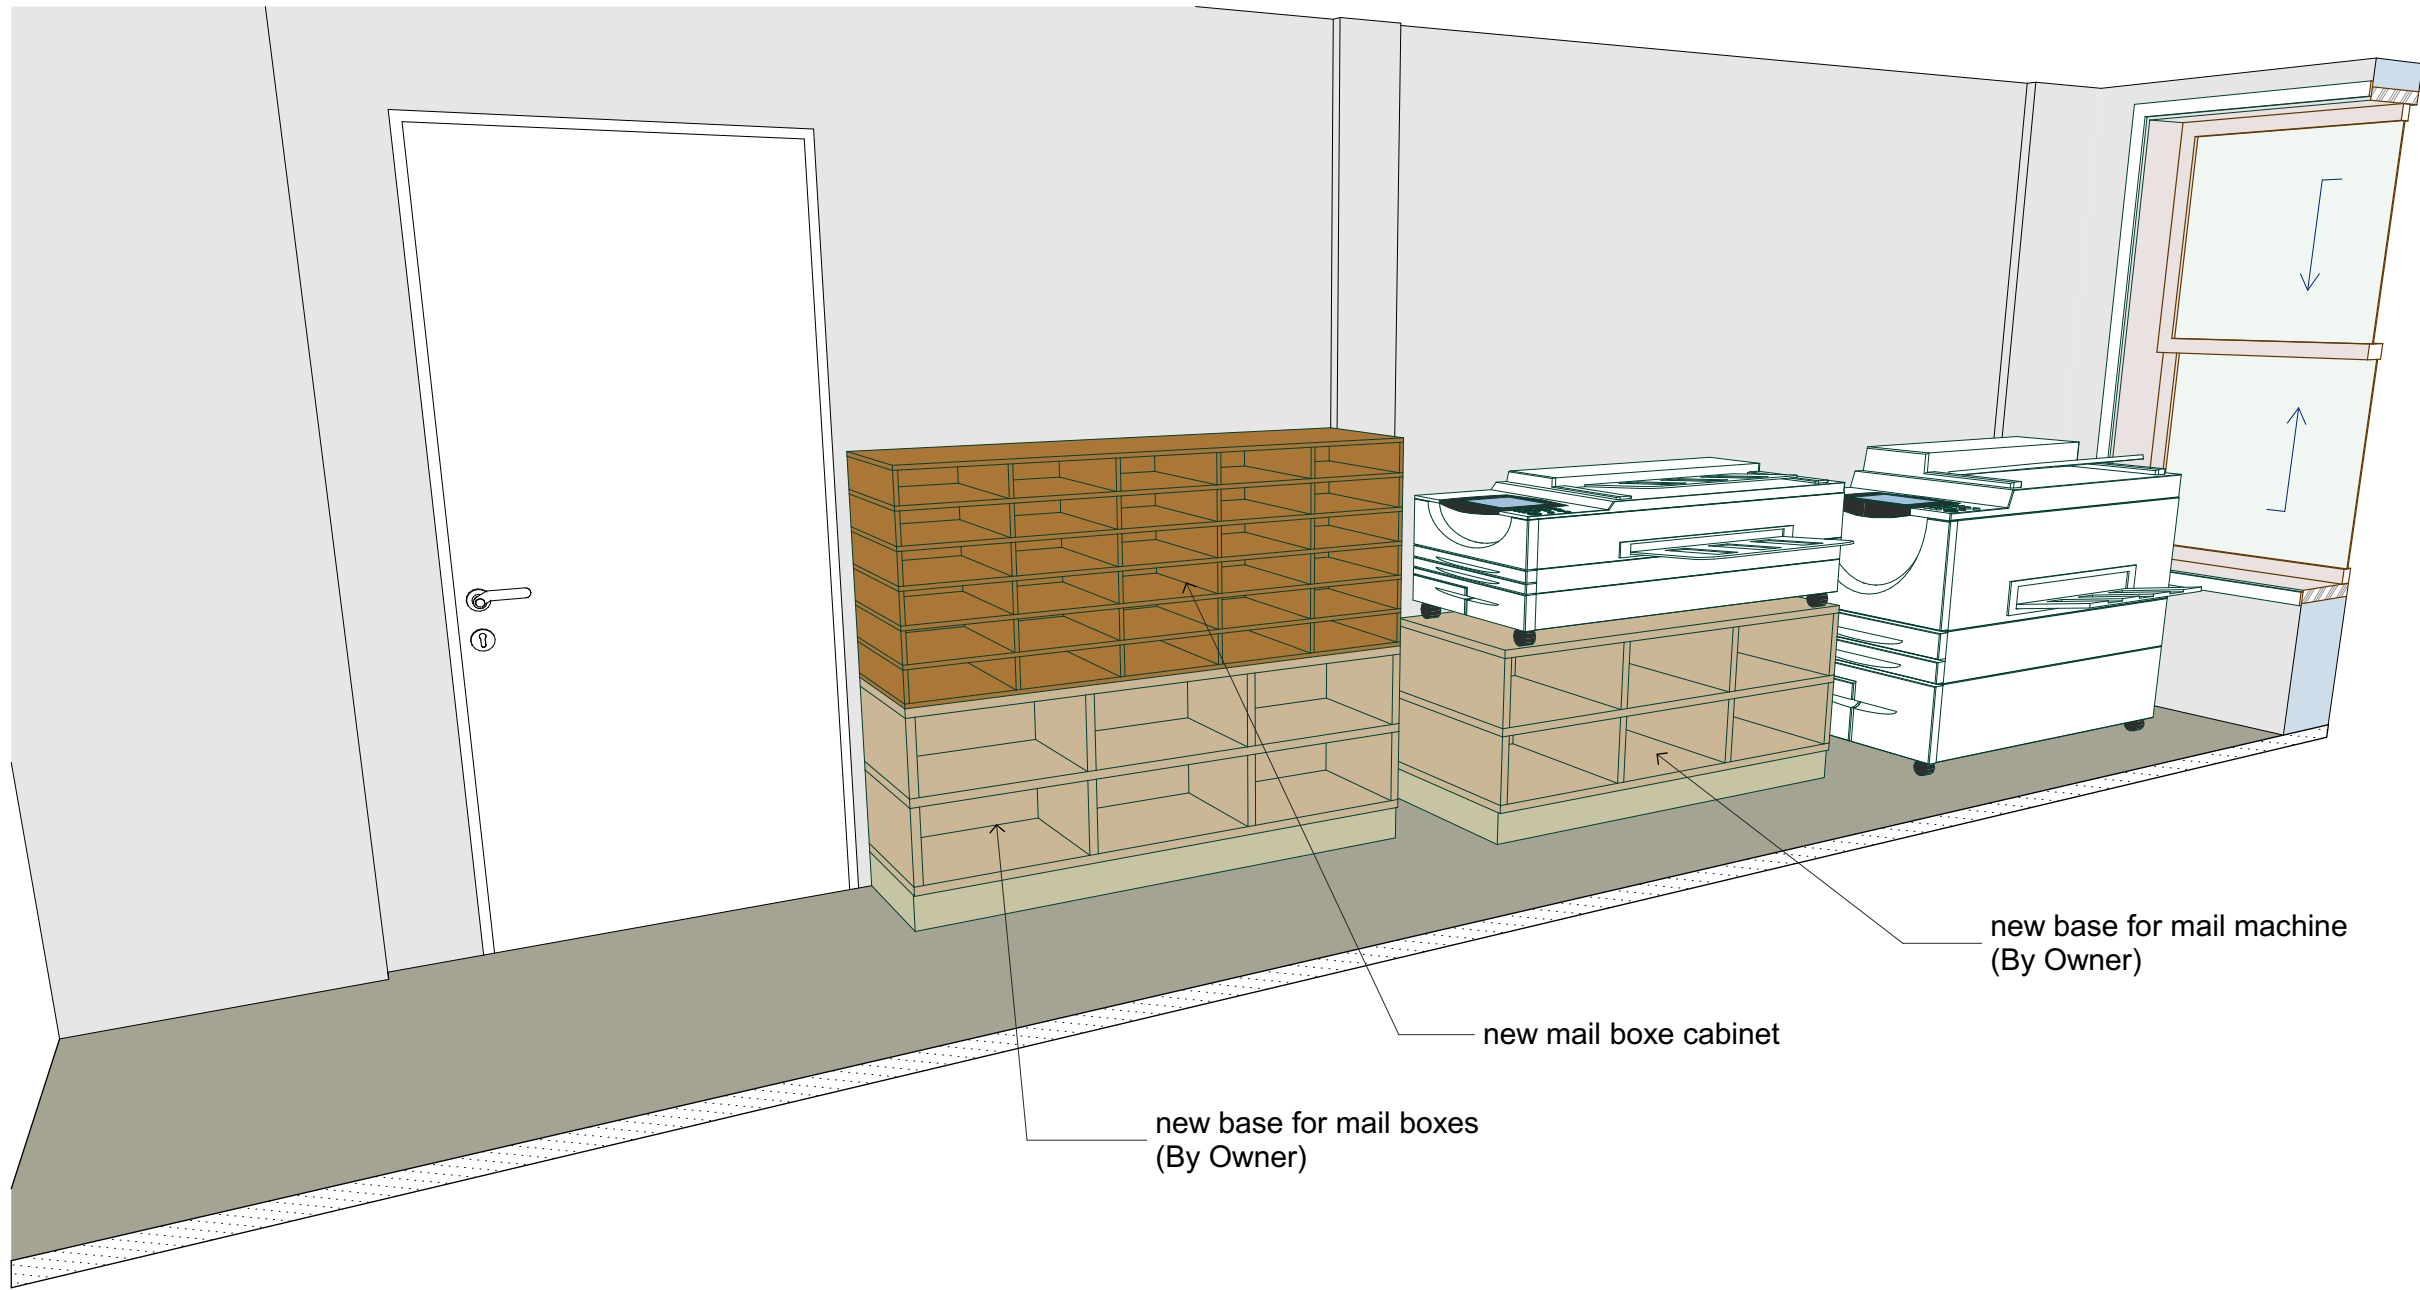 new base for mail machine
(By Owner)
new mail boxe cabinet
new base for mail boxes
(By Owner)